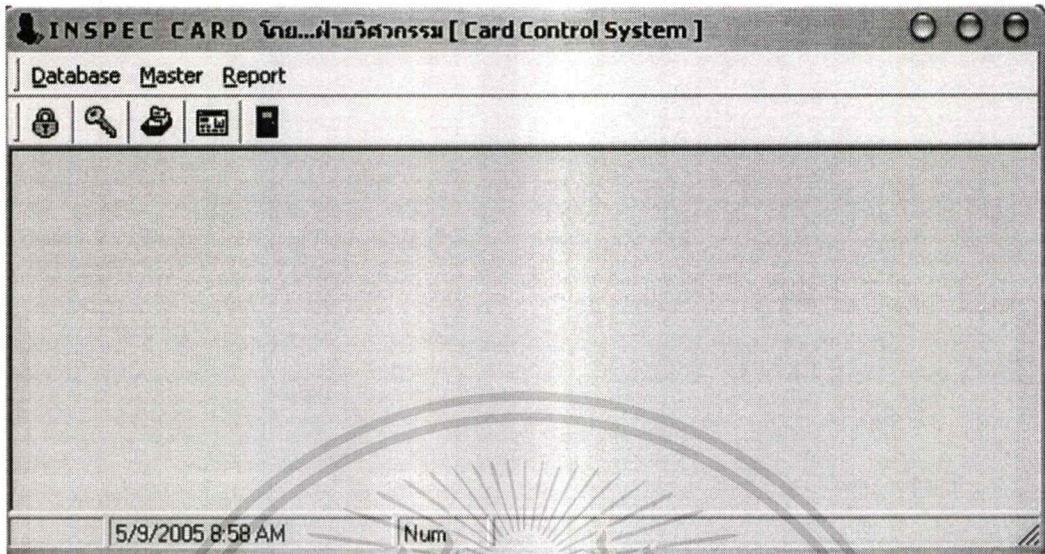 INSPEC CARD โดย...ฝ่ายวิศวกรรม [ Card Control System ]
Database Master Report
5/9/2005 8:58 AM Num